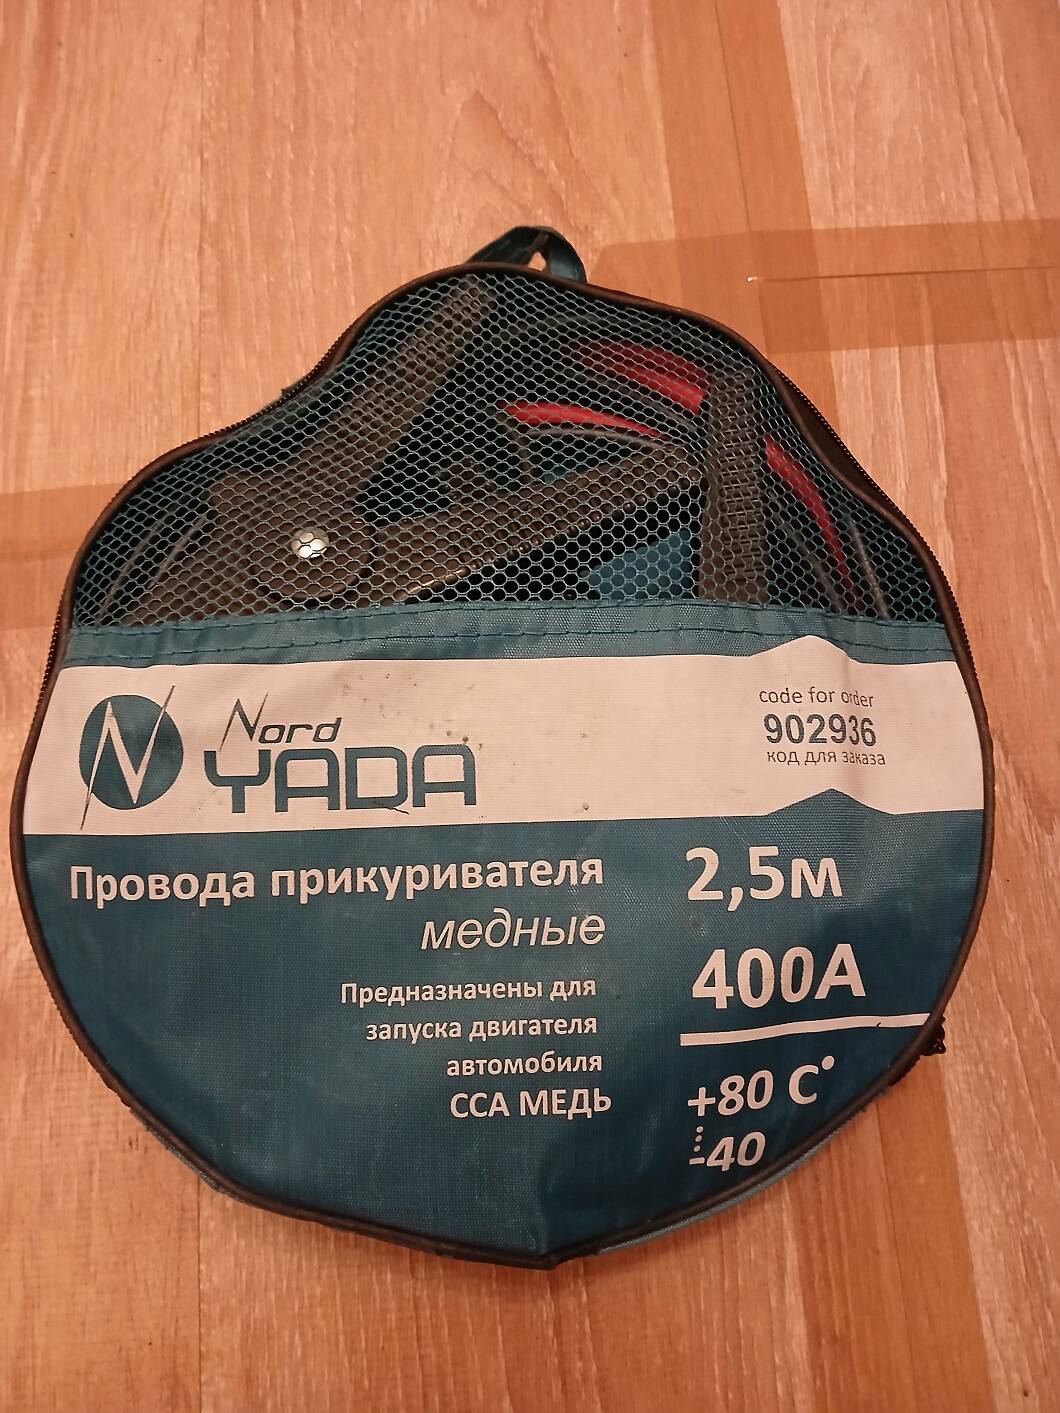 N
Nord
YADA
code for order
902936
код для заказа
Провода прикуривателя
медные
Предназначены для
запуска двигателя
автомобиля
ССА МЕДЬ
2,5м
400А
+80 С°
-40